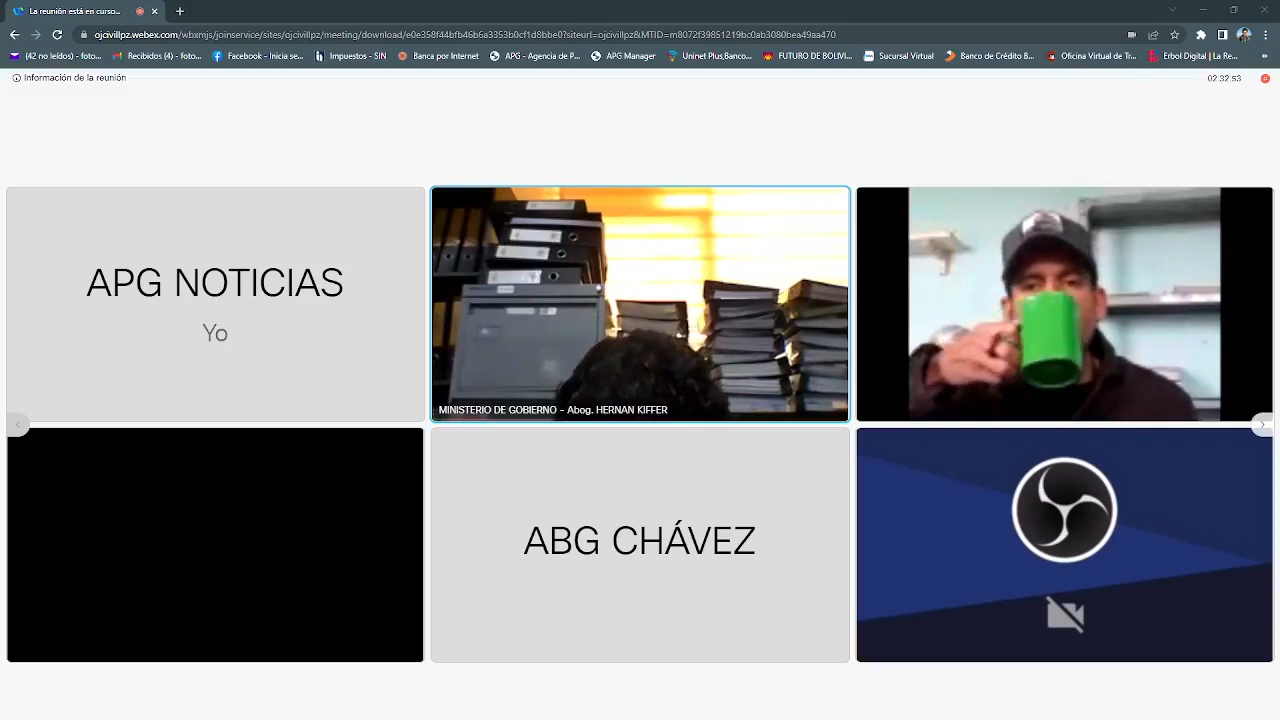 La reunión está en curso...
ojcivillpz.webex.com/wbxmjs/joinservice/sites/ojcivillpz/meeting/download/e0e358f44b1b46b6a3353c0cf1d8bbe0?siteurl=ojcivillpz&MTID=m8072f39851219bc0ab3080bea49aa470
(42 no leídos) - foto... Recibidos (4) - foto... Facebook - Inicia se... Impuestos - SIN Banca por Internet APG - Agencia de P... APG Manager Uninet Plus,Banco... FUTURO DE BOLIVI... Sucursal Virtual Banco de Crédito B... Oficina Virtual de Tr... Erbol Digital | La Re... »
Información de la reunión
02:32:53
APG NOTICIAS
Yo
MINISTERIO DE GOBIERNO - Abog. HERNAN KIFFER
ABG CHÁVEZ